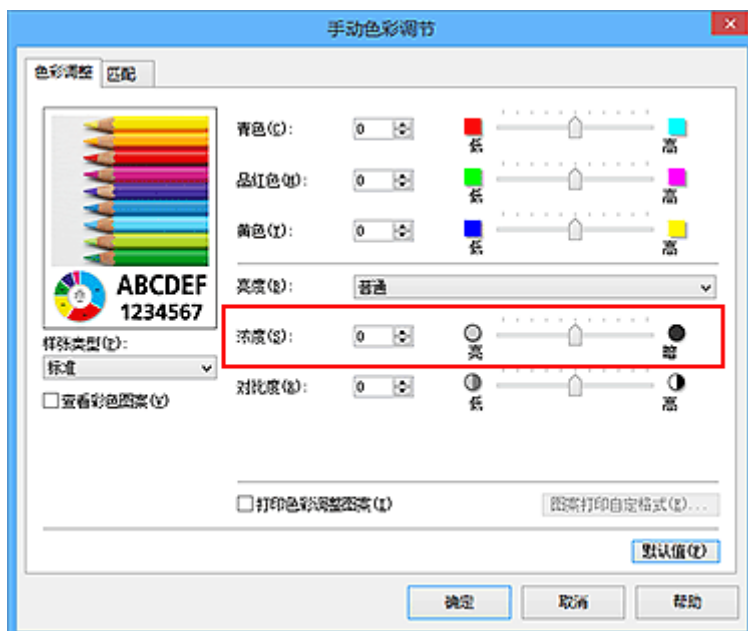 手动色彩调节
色彩调整 匹配
青色(C): 0 低 高
品红色(M): 0 低 高
黄色(Y): 0 低 高
ABCDEF
1234567
亮度(B): 普通
样张类型(E):
标准
浓度(S): 0 亮 暗
查看彩色图案(V)
对比度(R): 0 低 高
打印色彩调整图案(I) 图案打印自定格式(E)...
默认值(F)
确定 取消 帮助